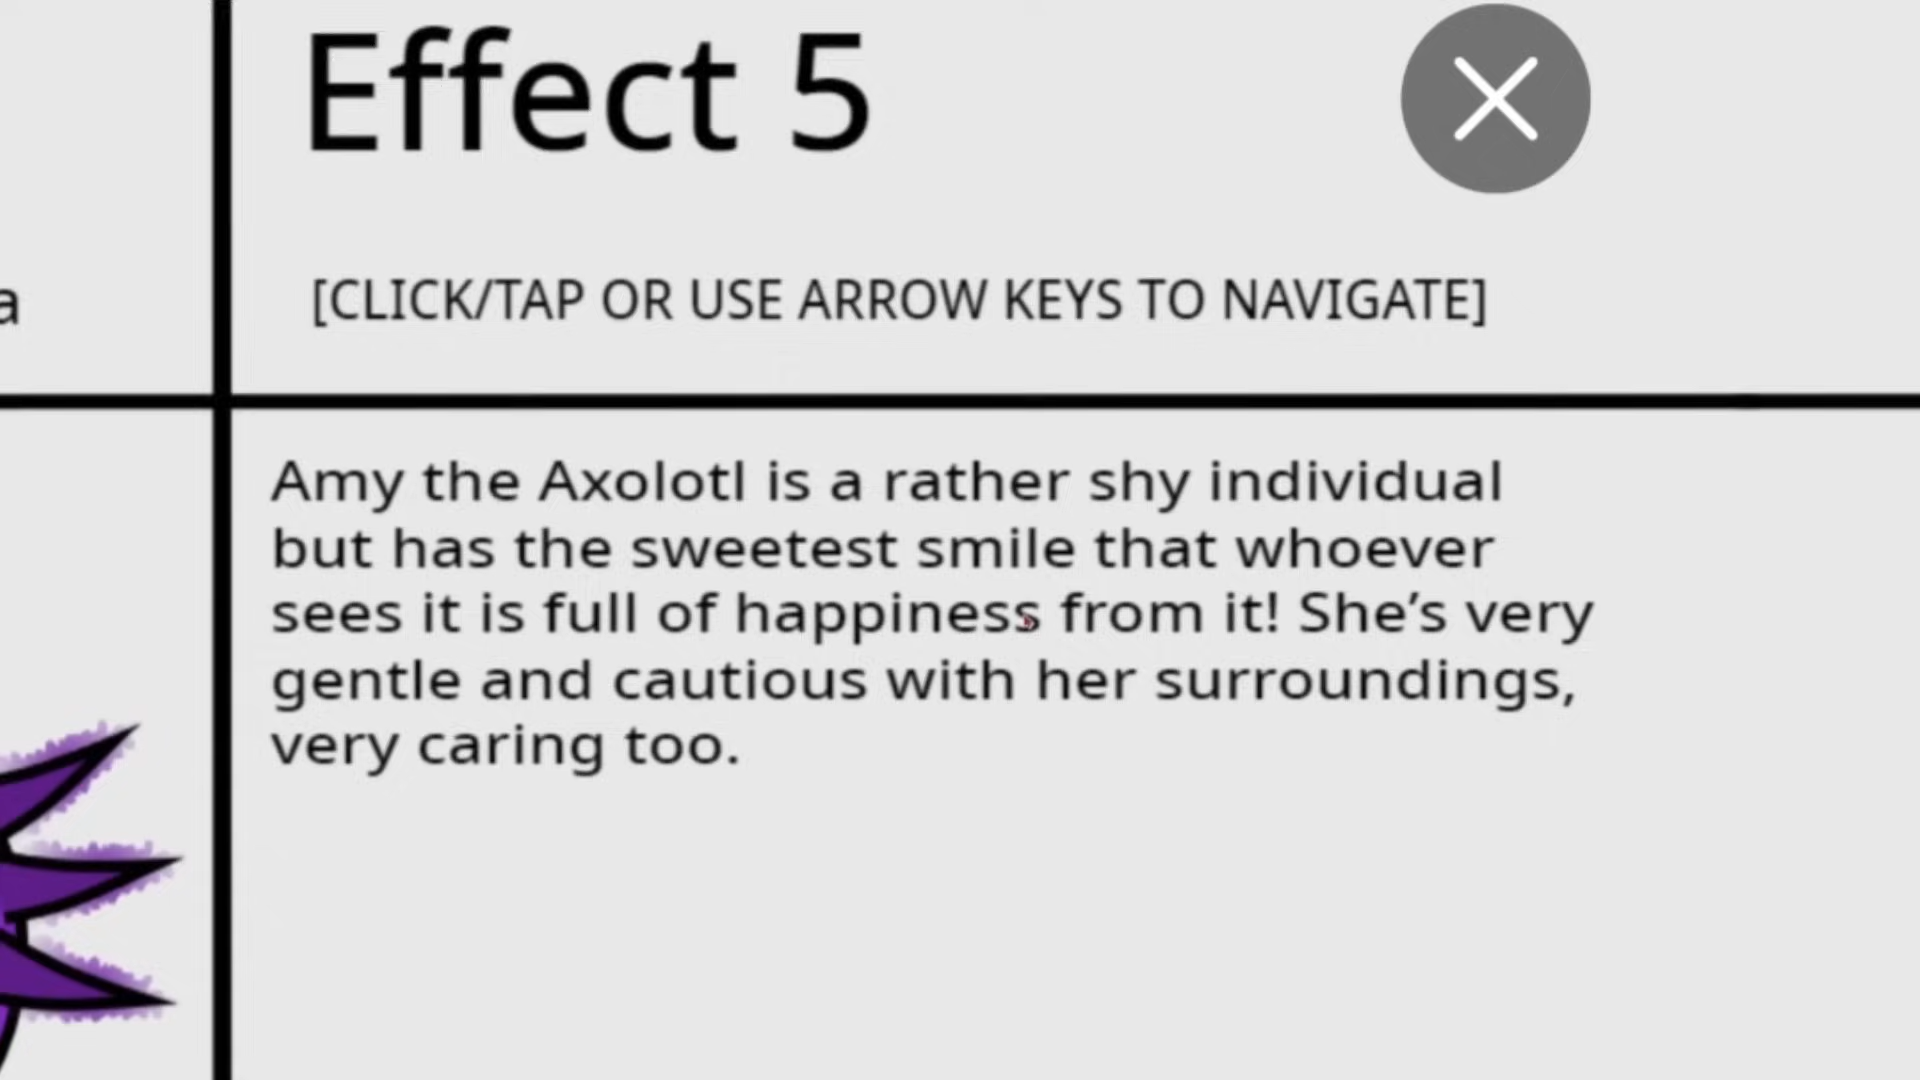 Effect 5
a
[CLICK/TAP OR USE ARROW KEYS TO NAVIGATE]
Amy the Axolotl is a rather shy individual
but has the sweetest smile that whoever
sees it is full of happiness from it! She’s very
gentle and cautious with her surroundings,
very caring too.